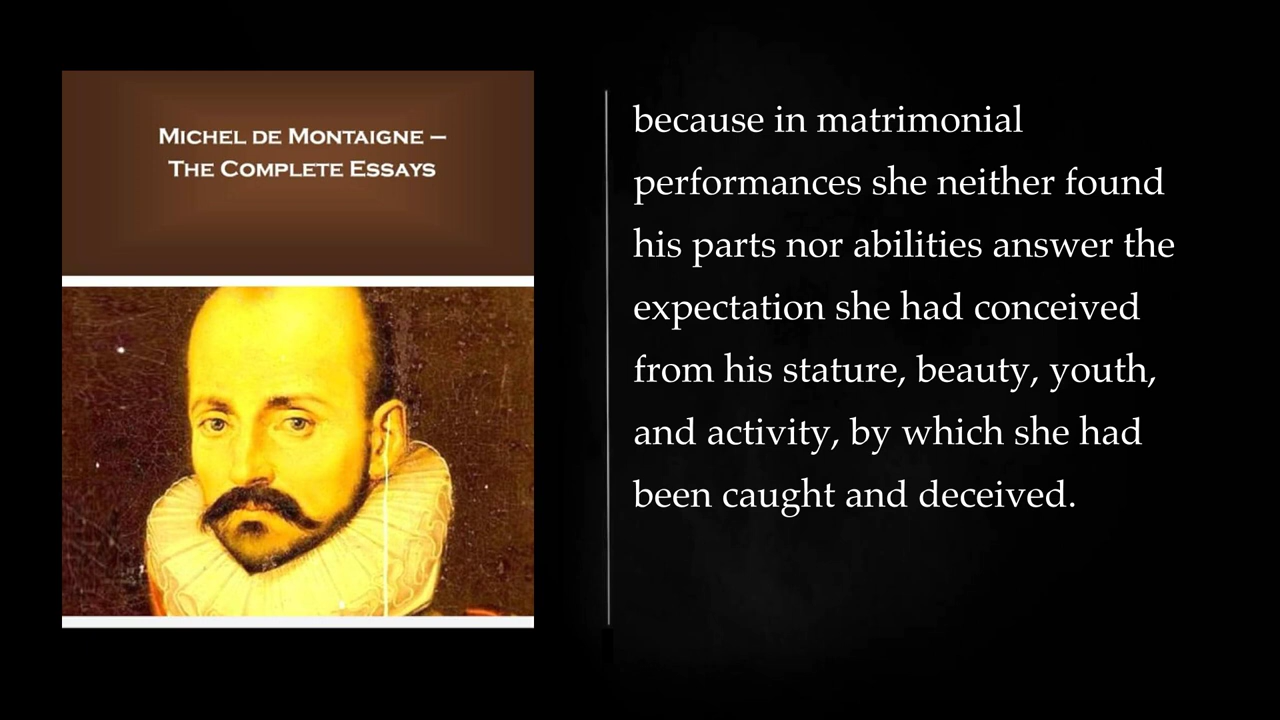 MICHEL DE MONTAIGNE –
THE COMPLETE ESSAYS
because in matrimonial
performances she neither found
his parts nor abilities answer the
expectation she had conceived
from his stature, beauty, youth,
and activity, by which she had
been caught and deceived.